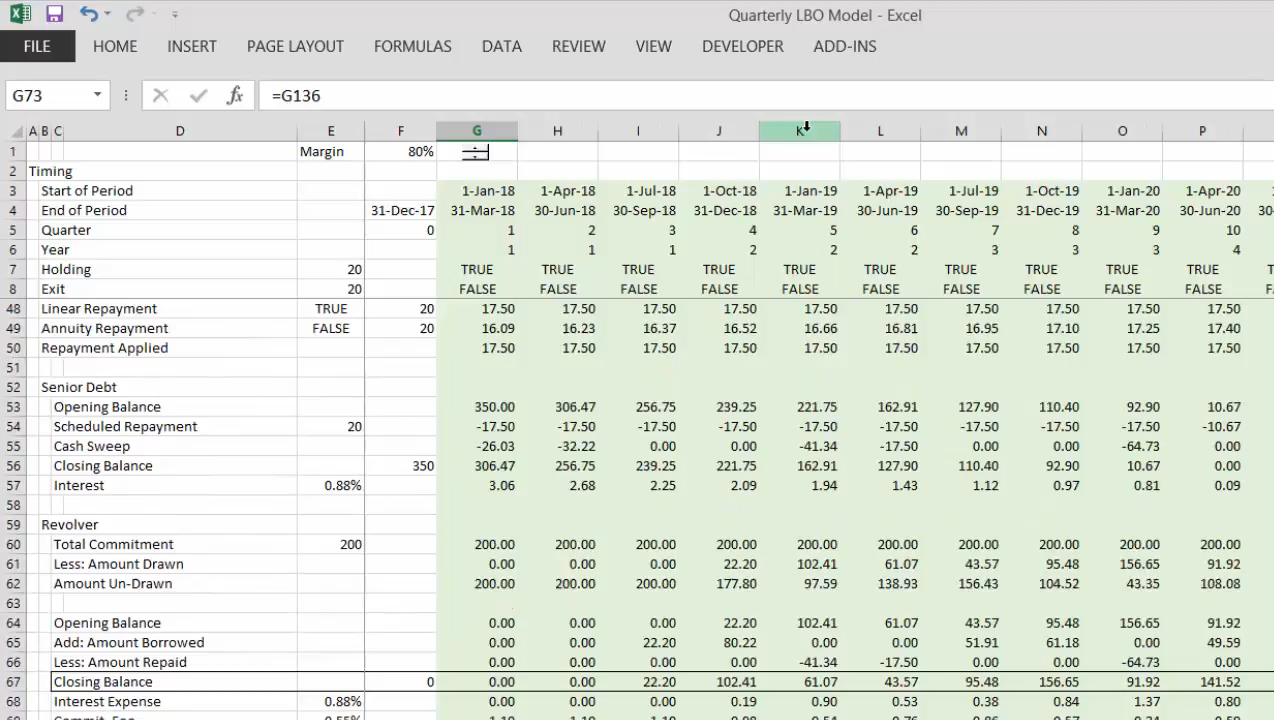 Quarterly LBO Model - Excel
FILE HOME INSERT PAGE LAYOUT FORMULAS DATA REVIEW VIEW DEVELOPER ADD-INS
G73 =G136
A B C D E F G H I J K L M N O P
1 Margin 80%
2 Timing
3 Start of Period 1-Jan-18 1-Apr-18 1-Jul-18 1-Oct-18 1-Jan-19 1-Apr-19 1-Jul-19 1-Oct-19 1-Jan-20 1-Apr-20
4 End of Period 31-Dec-17 31-Mar-18 30-Jun-18 30-Sep-18 31-Dec-18 31-Mar-19 30-Jun-19 30-Sep-19 31-Dec-19 31-Mar-20 30-Jun-20 30-
5 Quarter 0 1 2 3 4 5 6 7 8 9 10
6 Year 1 1 1 2 2 2 3 3 3 4
7 Holding 20 TRUE TRUE TRUE TRUE TRUE TRUE TRUE TRUE TRUE TRUE
8 Exit 20 FALSE FALSE FALSE FALSE FALSE FALSE FALSE FALSE FALSE FALSE
48 Linear Repayment TRUE 20 17.50 17.50 17.50 17.50 17.50 17.50 17.50 17.50 17.50 17.50
49 Annuity Repayment FALSE 20 16.09 16.23 16.37 16.52 16.66 16.81 16.95 17.10 17.25 17.40
50 Repayment Applied 17.50 17.50 17.50 17.50 17.50 17.50 17.50 17.50 17.50 17.50
51
52 Senior Debt
53 Opening Balance 350.00 306.47 256.75 239.25 221.75 162.91 127.90 110.40 92.90 10.67
54 Scheduled Repayment 20 -17.50 -17.50 -17.50 -17.50 -17.50 -17.50 -17.50 -17.50 -17.50 -10.67
55 Cash Sweep -26.03 -32.22 0.00 0.00 -41.34 -17.50 0.00 0.00 -64.73 0.00
56 Closing Balance 350 306.47 256.75 239.25 221.75 162.91 127.90 110.40 92.90 10.67 0.00
57 Interest 0.88% 3.06 2.68 2.25 2.09 1.94 1.43 1.12 0.97 0.81 0.09
58
59 Revolver
60 Total Commitment 200 200.00 200.00 200.00 200.00 200.00 200.00 200.00 200.00 200.00 200.00
61 Less: Amount Drawn 0.00 0.00 0.00 22.20 102.41 61.07 43.57 95.48 156.65 91.92
62 Amount Un-Drawn 200.00 200.00 200.00 177.80 97.59 138.93 156.43 104.52 43.35 108.08
63
64 Opening Balance 0.00 0.00 0.00 22.20 102.41 61.07 43.57 95.48 156.65 91.92
65 Add: Amount Borrowed 0.00 0.00 22.20 80.22 0.00 0.00 51.91 61.18 0.00 49.59
66 Less: Amount Repaid 0.00 0.00 0.00 0.00 -41.34 -17.50 0.00 0.00 -64.73 0.00
67 Closing Balance 0 0.00 0.00 22.20 102.41 61.07 43.57 95.48 156.65 91.92 141.52
68 Interest Expense 0.88% 0.00 0.00 0.00 0.19 0.90 0.53 0.38 0.84 1.37 0.80